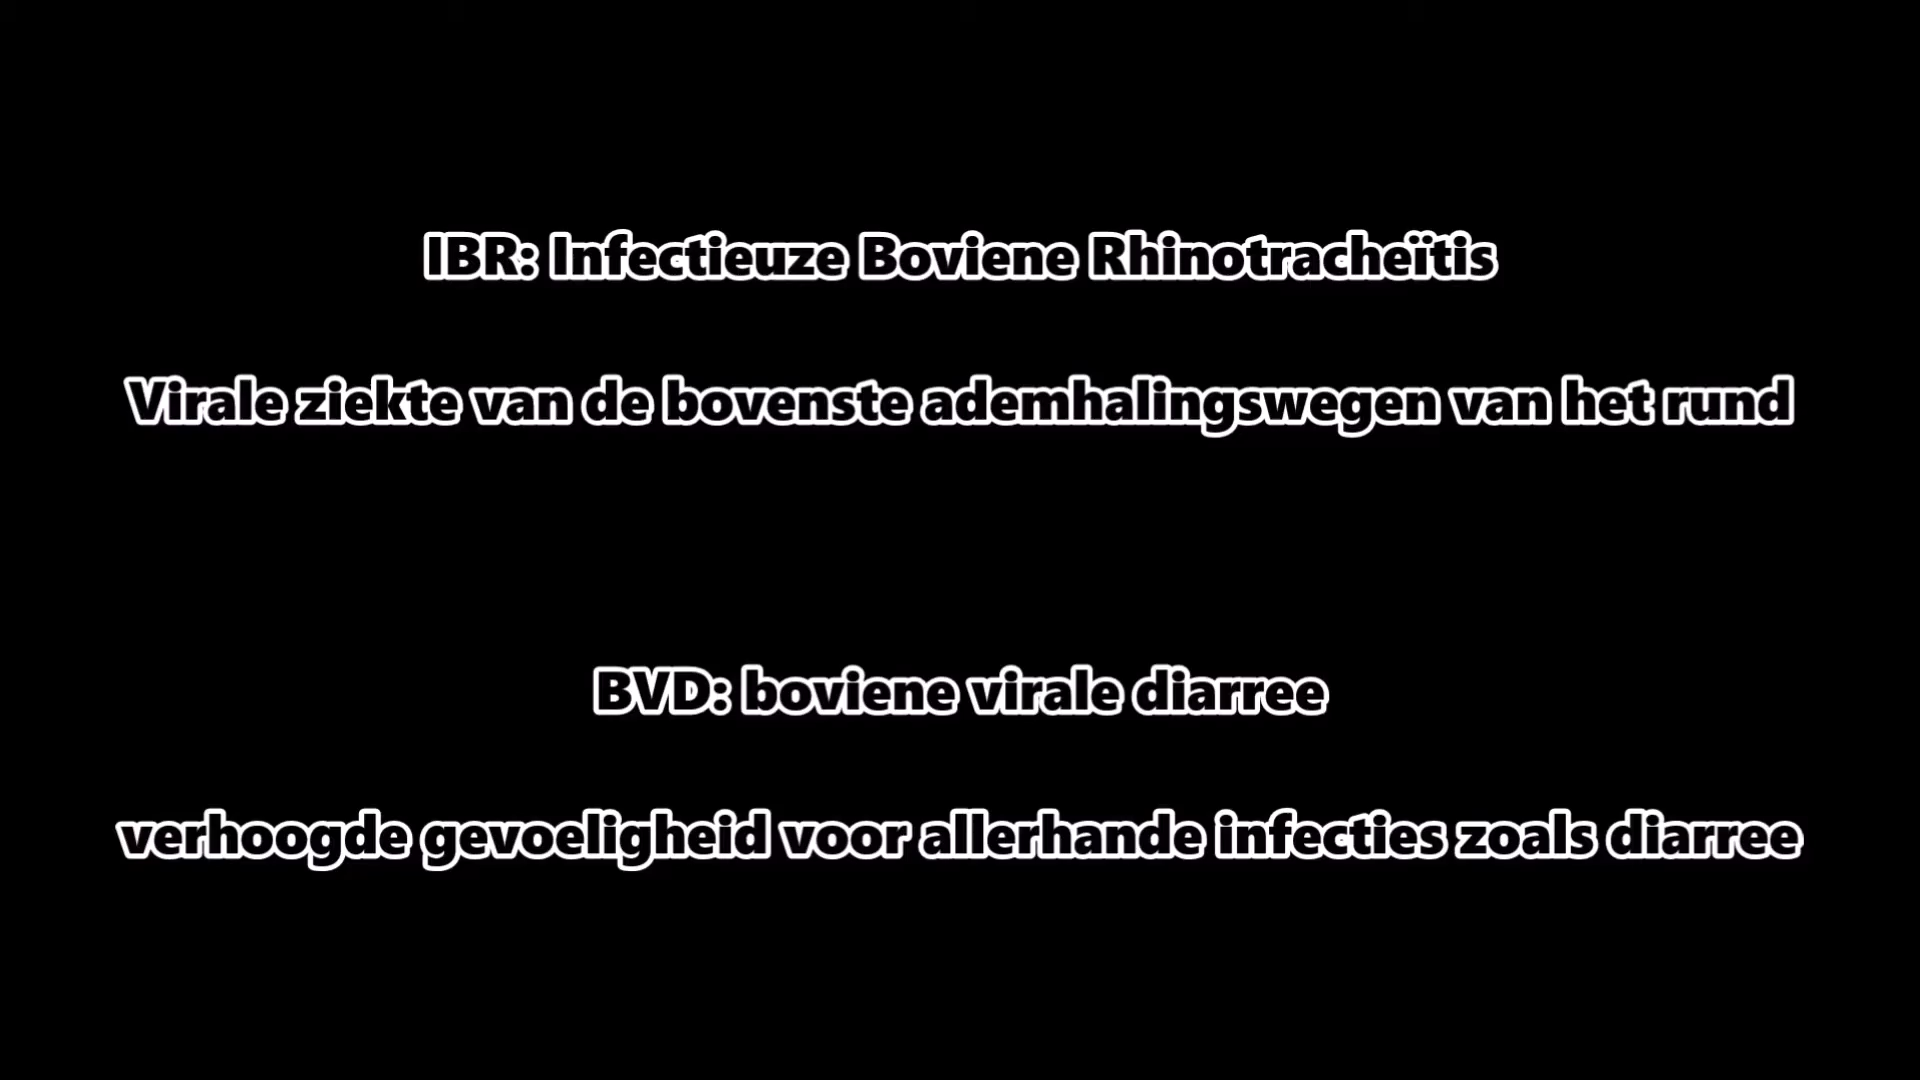 IBR: Infectieuze Boviene Rhinotracheïtis
Virale ziekte van de bovenste ademhalingswegen van het rund
BVD: boviene virale diarree
verhoogde gevoeligheid voor allerhande infecties zoals diarree